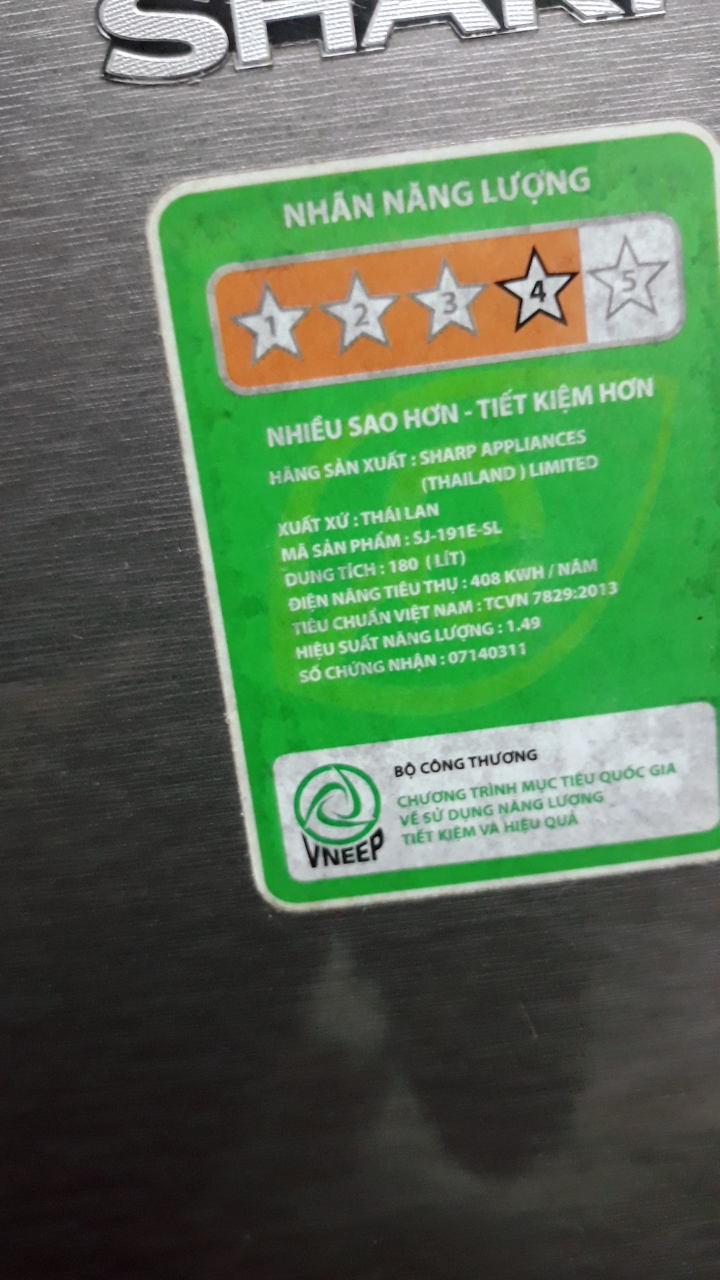 SHARP
NHÃN NĂNG LƯỢNG
1 2 3 4 5
NHIỀU SAO HƠN - TIẾT KIỆM HƠN
HÃNG SẢN XUẤT : SHARP APPLIANCES
(THAILAND ) LIMITED
XUẤT XỨ : THÁI LAN
MÃ SẢN PHẨM : SJ-191E-SL
DUNG TÍCH : 180 ( LÍT)
ĐIỆN NĂNG TIÊU THỤ : 408 KWH / NĂM
TIÊU CHUẨN VIỆT NAM : TCVN 7829:2013
HIỆU SUẤT NĂNG LƯỢNG : 1.49
SỐ CHỨNG NHẬN : 07140311
BỘ CÔNG THƯƠNG
CHƯƠNG TRÌNH MỤC TIÊU QUỐC GIA
VỀ SỬ DỤNG NĂNG LƯỢNG
TIẾT KIỆM VÀ HIỆU QUẢ
VNEEP